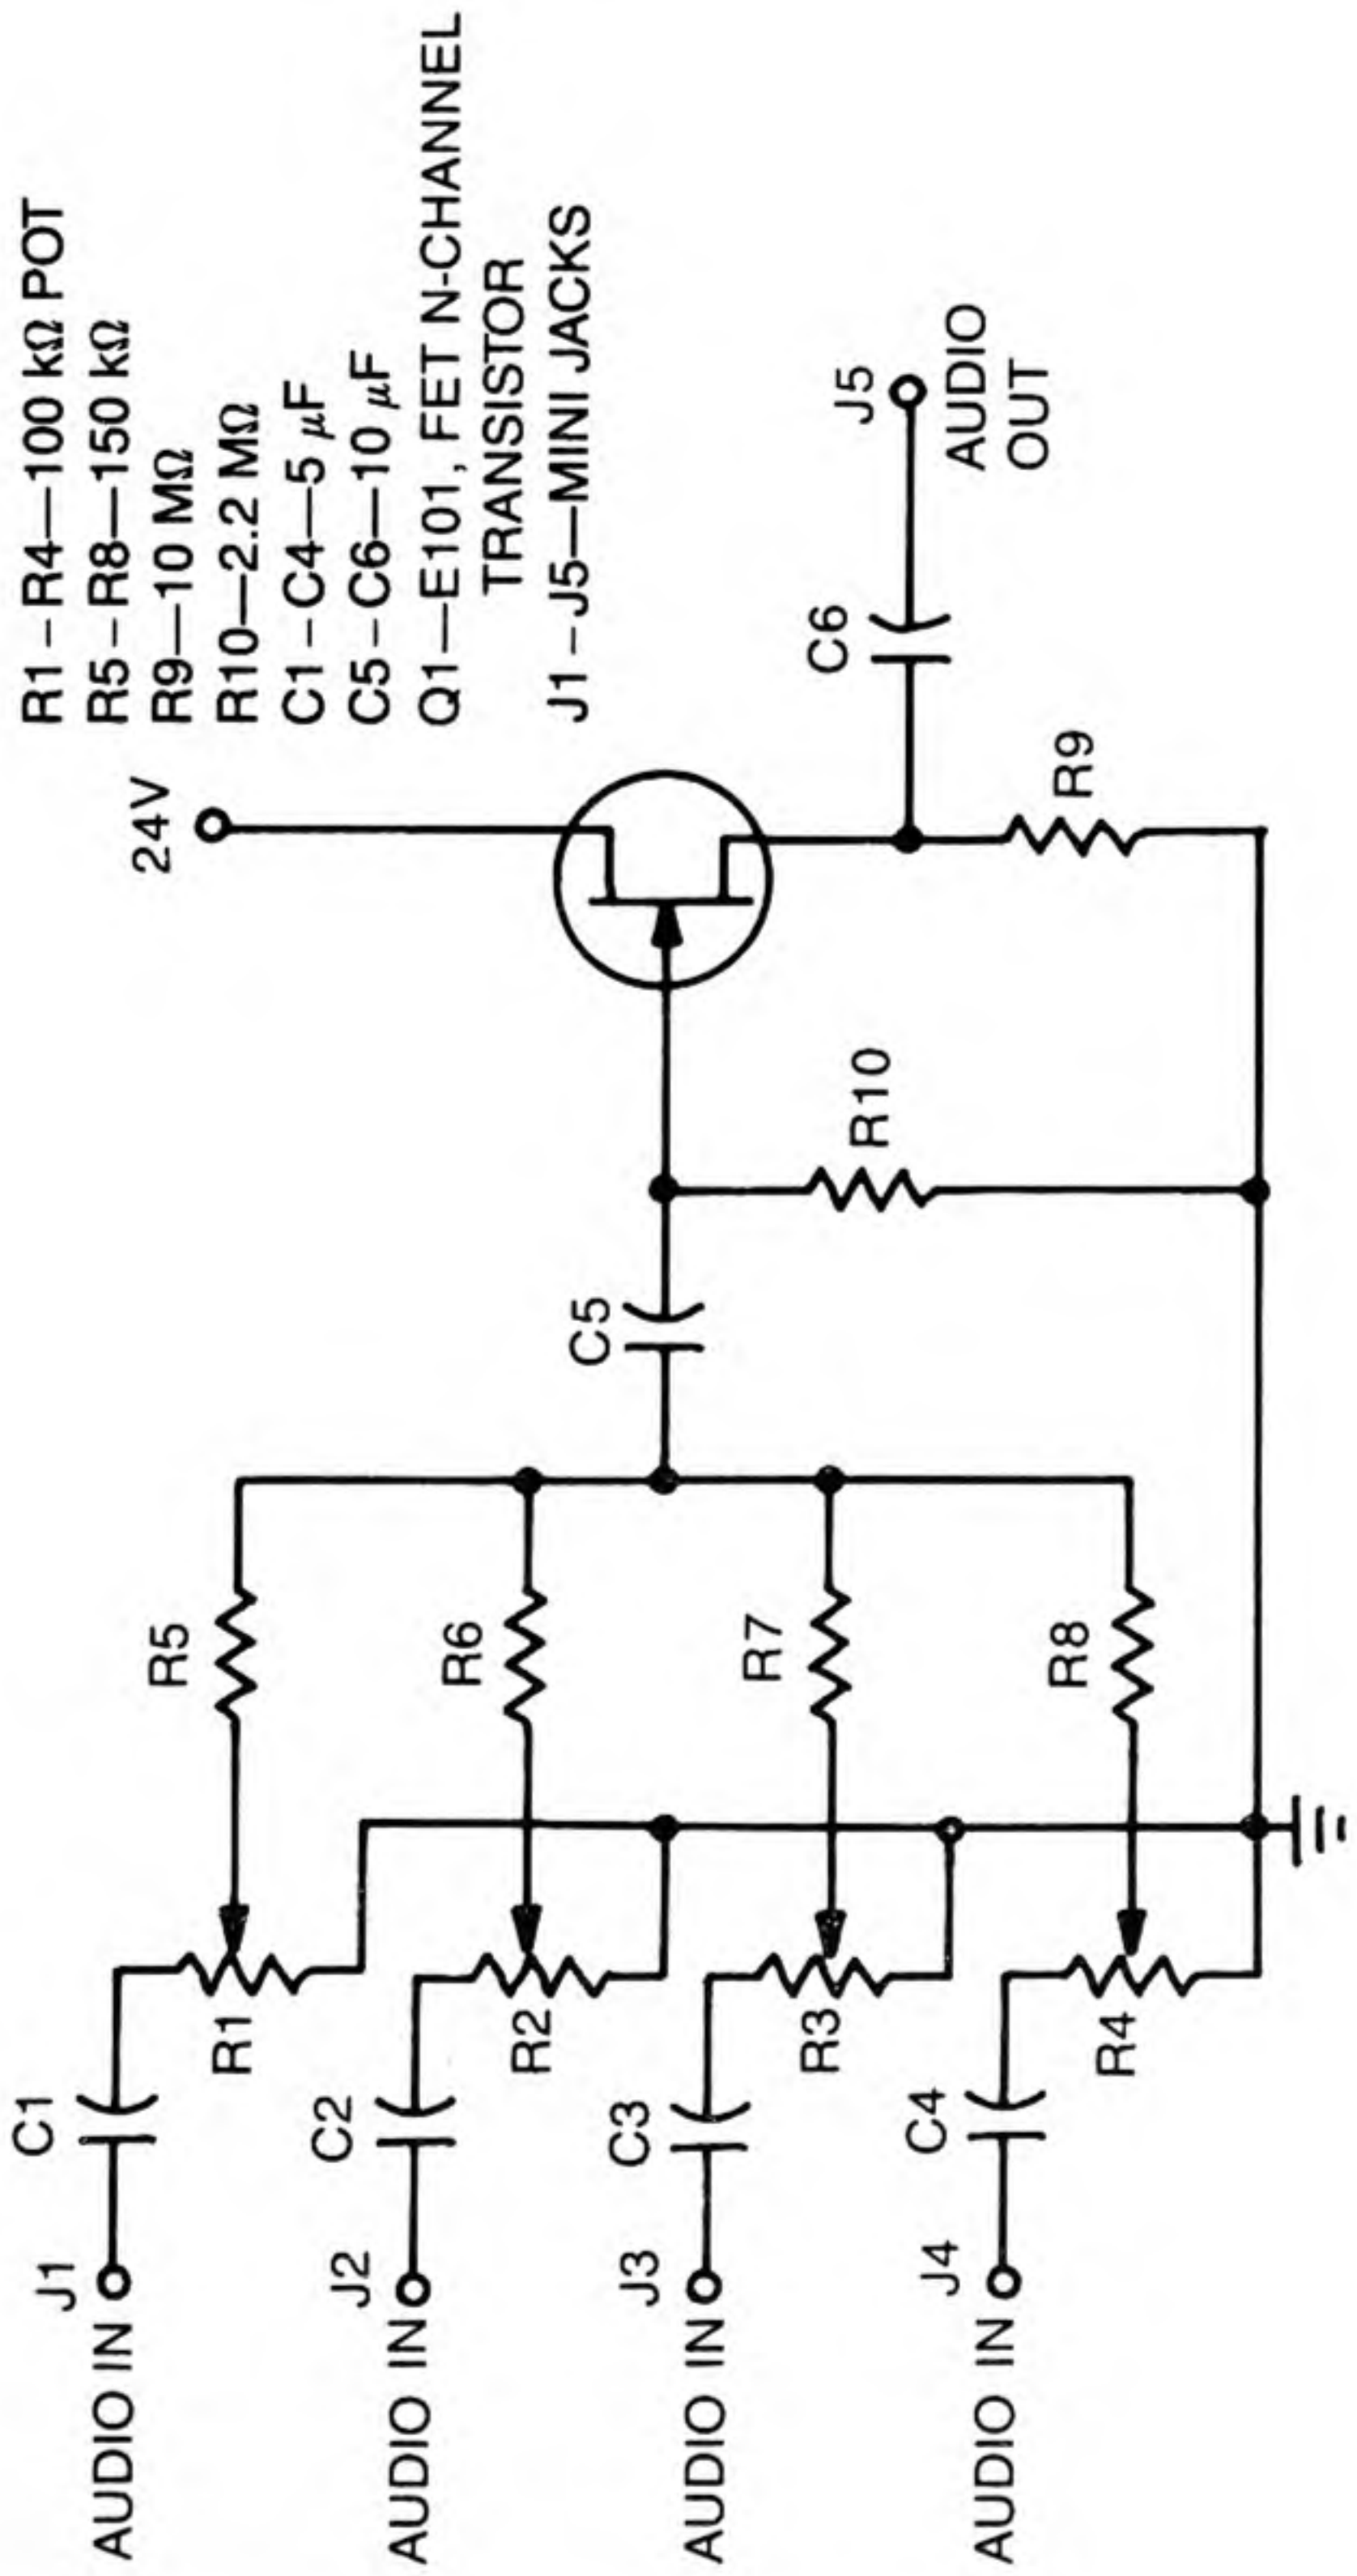 R1–R4—100 kΩ POT
R5–R8—150 kΩ
R9—10 MΩ
R10—2.2 MΩ
C1–C4—5 μF
C5–C6—10 μF
Q1—E101, FET N-CHANNEL
TRANSISTOR
J1–J5—MINI JACKS
24V
J1
AUDIO IN
C1
R1
R5
J2
AUDIO IN
C2
R2
R6
J3
AUDIO IN
C3
R3
R7
J4
AUDIO IN
C4
R4
R8
C5
R10
R9
C6
J5
AUDIO
OUT